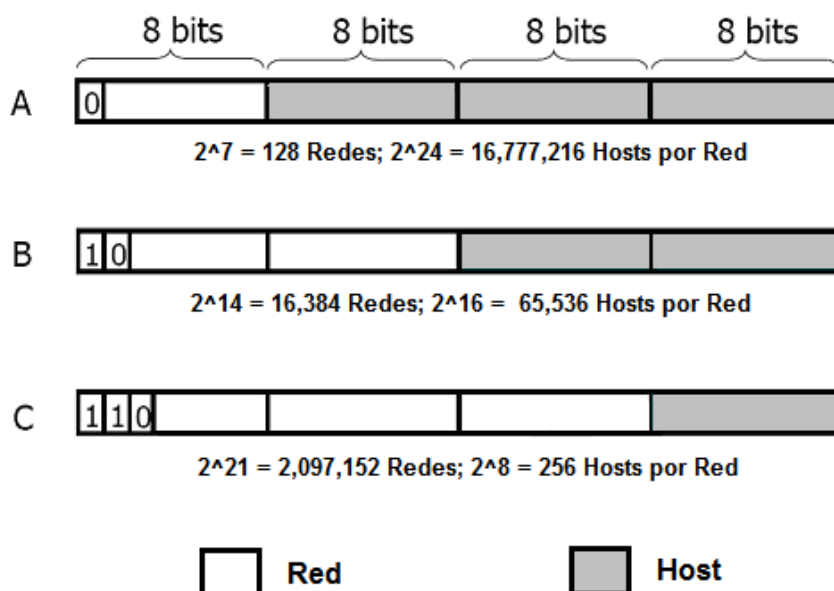 8 bits 8 bits 8 bits 8 bits
A 0
2^7 = 128 Redes; 2^24 = 16,777,216 Hosts por Red
B 1 0
2^14 = 16,384 Redes; 2^16 = 65,536 Hosts por Red
C 1 1 0
2^21 = 2,097,152 Redes; 2^8 = 256 Hosts por Red
Red Host